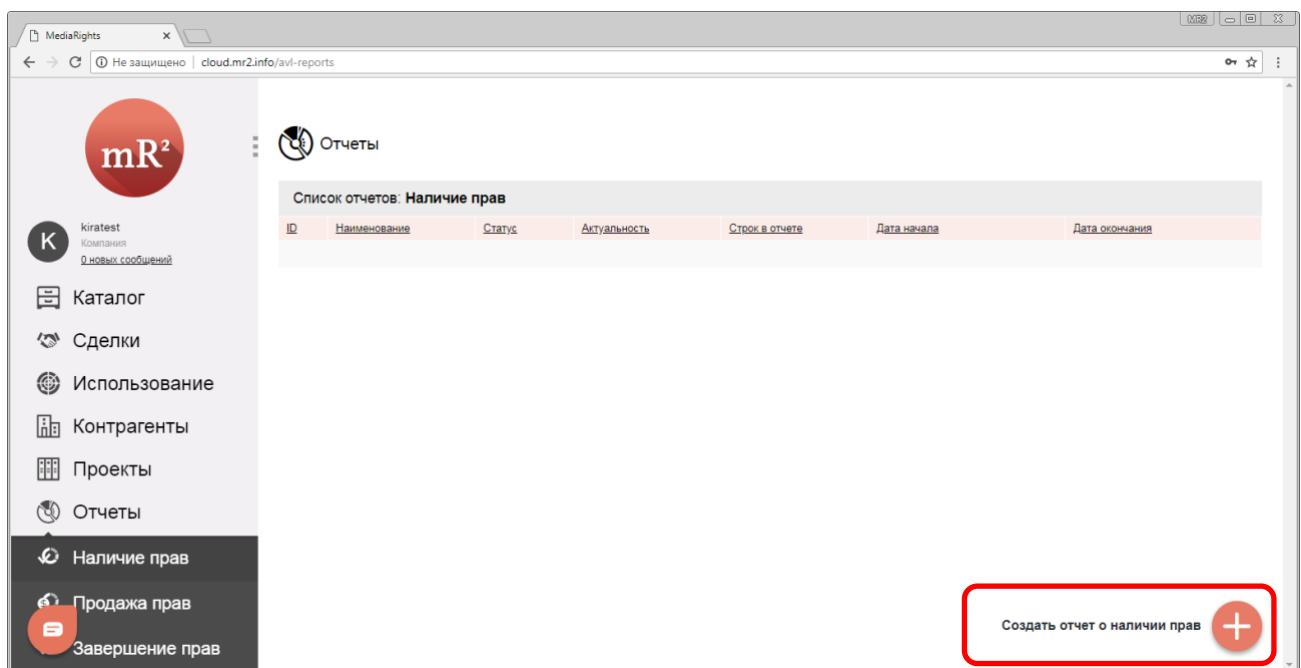 MR2
MediaRights
Не защищено | cloud.mr2.info/avl-reports
mR²
Отчеты
Список отчетов: Наличие прав
ID Наименование Статус Актуальность Строк в отчете Дата начала Дата окончания
K
kiratest
Компания
0 новых сообщений
Каталог
Сделки
Использование
Контрагенты
Проекты
Отчеты
Наличие прав
Продажа прав
Завершение прав
Создать отчет о наличии прав